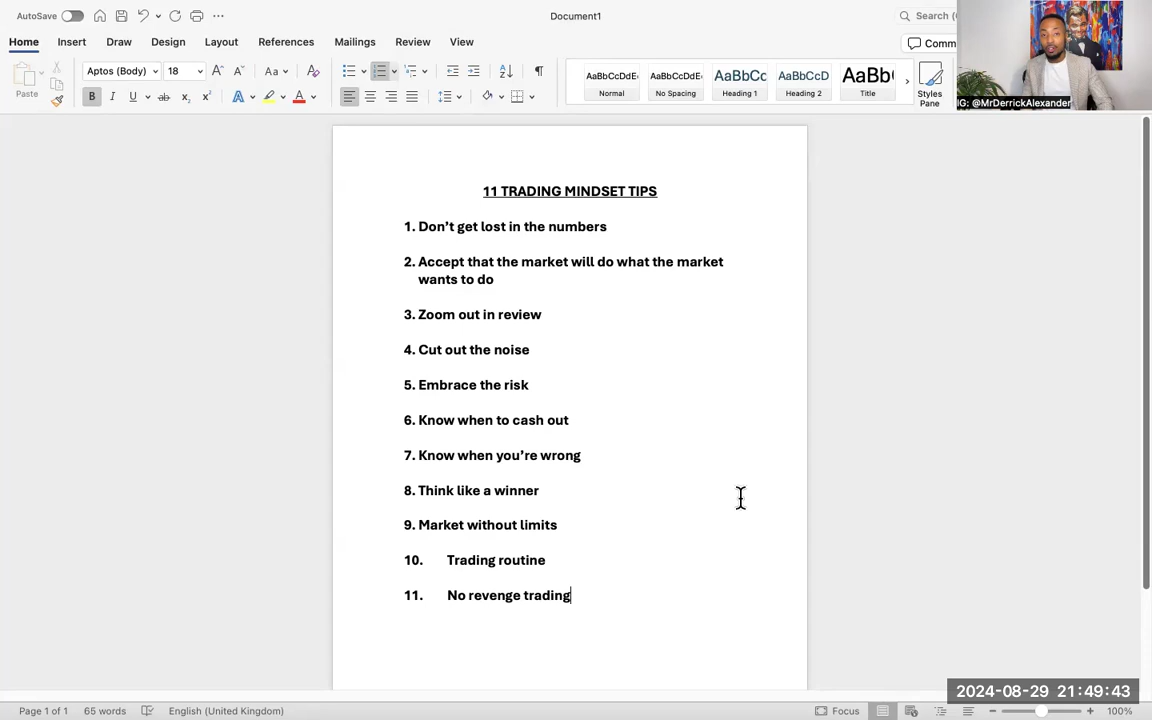 AutoSave
Document1
Search (
Home Insert Draw Design Layout References Mailings Review View
Comm
Paste
Aptos (Body) 18
Aa
AaBbCcDdE
AaBbCcDdE
AaBbCc
AaBbCcD
AaBb
Normal
No Spacing
Heading 1
Heading 2
Title
Styles
Pane
IG: @MrDerrickAlexander
11 TRADING MINDSET TIPS
1. Don’t get lost in the numbers
2. Accept that the market will do what the market
wants to do
3. Zoom out in review
4. Cut out the noise
5. Embrace the risk
6. Know when to cash out
7. Know when you’re wrong
8. Think like a winner
9. Market without limits
10. Trading routine
11. No revenge trading
2024-08-29 21:49:43
Page 1 of 1 65 words English (United Kingdom) Focus 100%